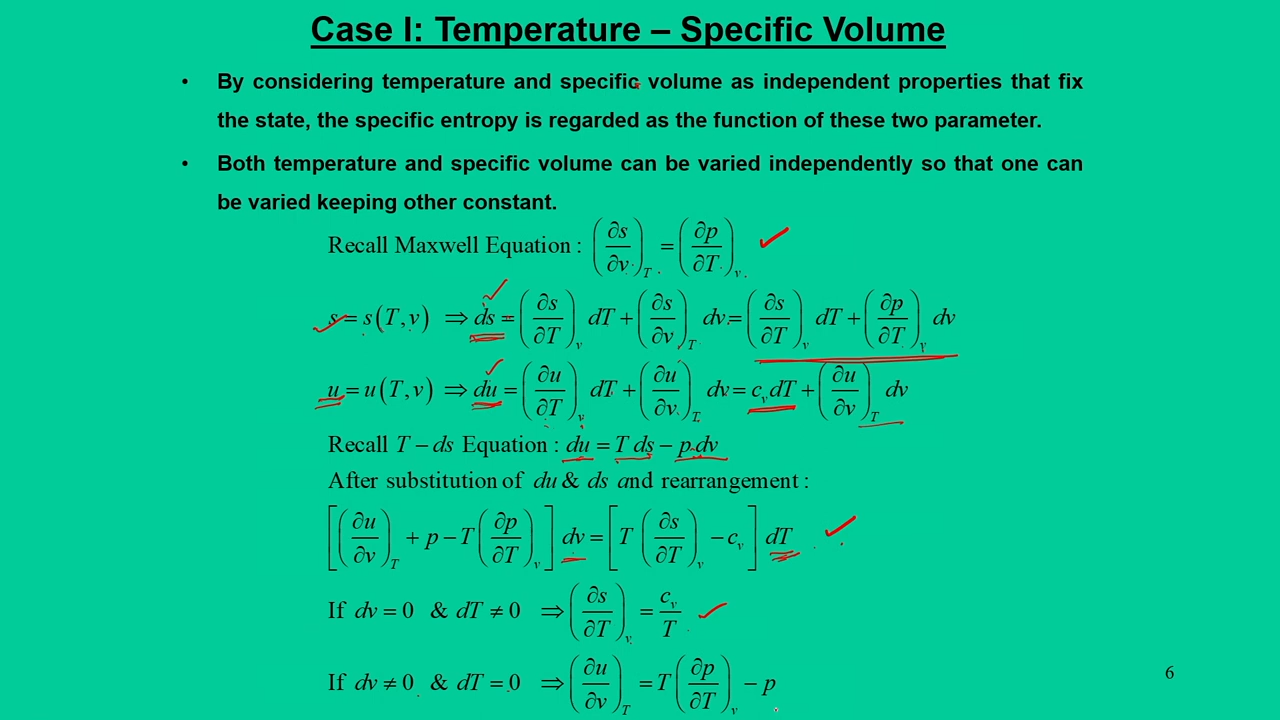 Case I: Temperature – Specific Volume
• By considering temperature and specific volume as independent properties that fix
the state, the specific entropy is regarded as the function of these two parameter.
• Both temperature and specific volume can be varied independently so that one can
be varied keeping other constant.
Recall Maxwell Equation : (∂s/∂v)_T = (∂p/∂T)_v
s = s(T,v) ⇒ ds = (∂s/∂T)_v dT + (∂s/∂v)_T dv = (∂s/∂T)_v dT + (∂p/∂T)_v dv
u = u(T,v) ⇒ du = (∂u/∂T)_v dT + (∂u/∂v)_T dv = c_v dT + (∂u/∂v)_T dv
Recall T – ds Equation : du = T ds – p.dv
After substitution of du & ds and rearrangement :
[(∂u/∂v)_T + p – T(∂p/∂T)_v] dv = [T (∂s/∂T)_v – c_v] dT
If dv = 0 & dT ≠ 0 ⇒ (∂s/∂T)_v = c_v/T
If dv ≠ 0 & dT = 0 ⇒ (∂u/∂v)_T = T(∂p/∂T)_v – p
6